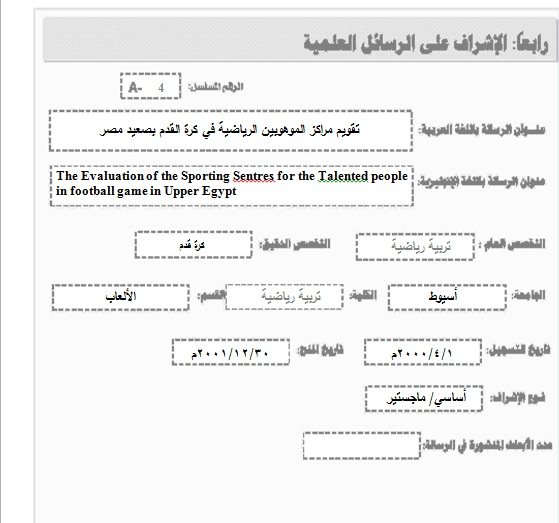 رابعاً: الإشراف على الرسائل العلمية
الرقم المسلسل: A- 4
عنوان الرسالة باللغة العربية: تقويم مراكز الموهوبين الرياضية في كرة القدم بصعيد مصر
عنوان الرسالة باللغة الإنجليزية: The Evaluation of the Sporting Sentres for the Talented people
in football game in Upper Egypt
التخصص العام: تربية رياضية التخصص الدقيق: كرة قدم
الجامعة: أسيوط الكلية: تربية رياضية القسم: الألعاب
تاريخ التسجيل: ٢٠٠٠/٤/١م تاريخ المنح: ٢٠٠١/١٢/٣٠م
نوع الإشراف: أساسي/ ماجستير
عدد الأبحاث المنشورة في الرسالة: